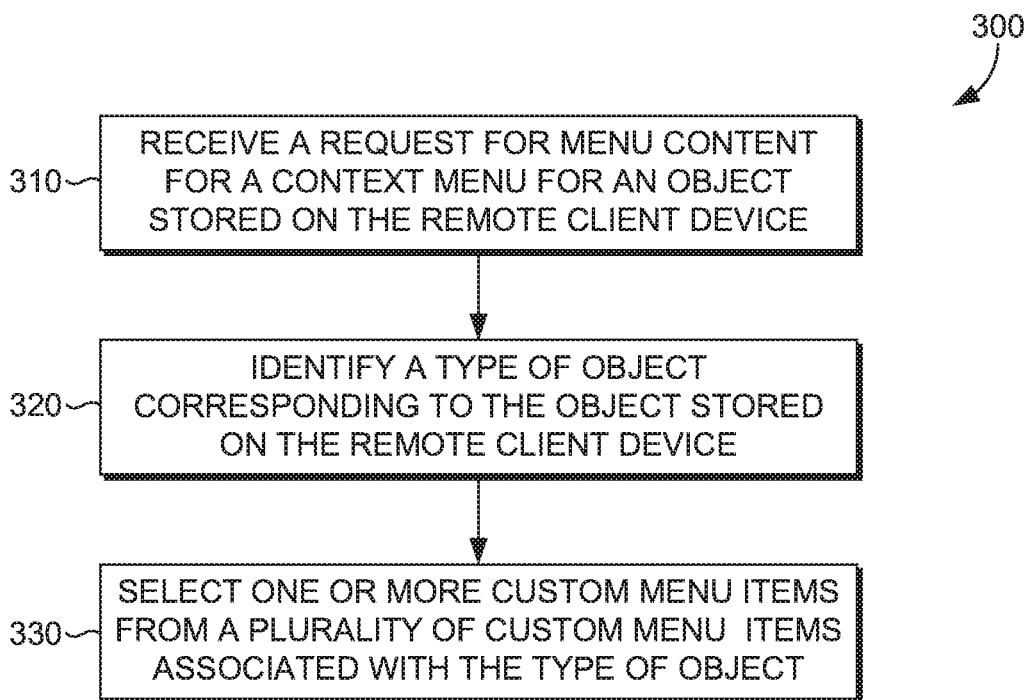 300
310
RECEIVE A REQUEST FOR MENU CONTENT
FOR A CONTEXT MENU FOR AN OBJECT
STORED ON THE REMOTE CLIENT DEVICE
320
IDENTIFY A TYPE OF OBJECT
CORRESPONDING TO THE OBJECT STORED
ON THE REMOTE CLIENT DEVICE
330
SELECT ONE OR MORE CUSTOM MENU ITEMS
FROM A PLURALITY OF CUSTOM MENU ITEMS
ASSOCIATED WITH THE TYPE OF OBJECT